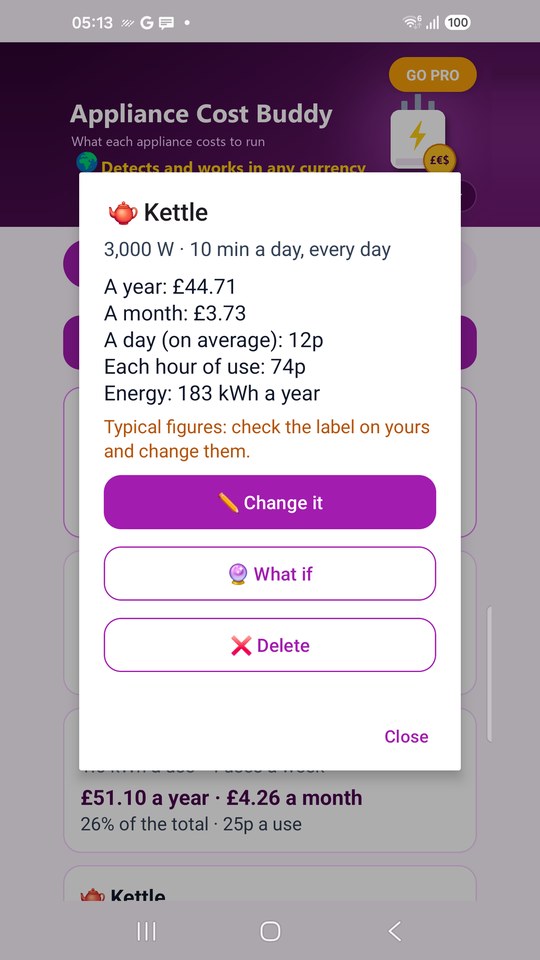 05:13
100
GO PRO
Appliance Cost Buddy
What each appliance costs to run
Detects and works in any currency
£€$
Kettle
3,000 W · 10 min a day, every day
A year: £44.71
A month: £3.73
A day (on average): 12p
Each hour of use: 74p
Energy: 183 kWh a year
Typical figures: check the label on yours
and change them.
Change it
What if
Delete
Close
£51.10 a year · £4.26 a month
26% of the total · 25p a use
Kettle